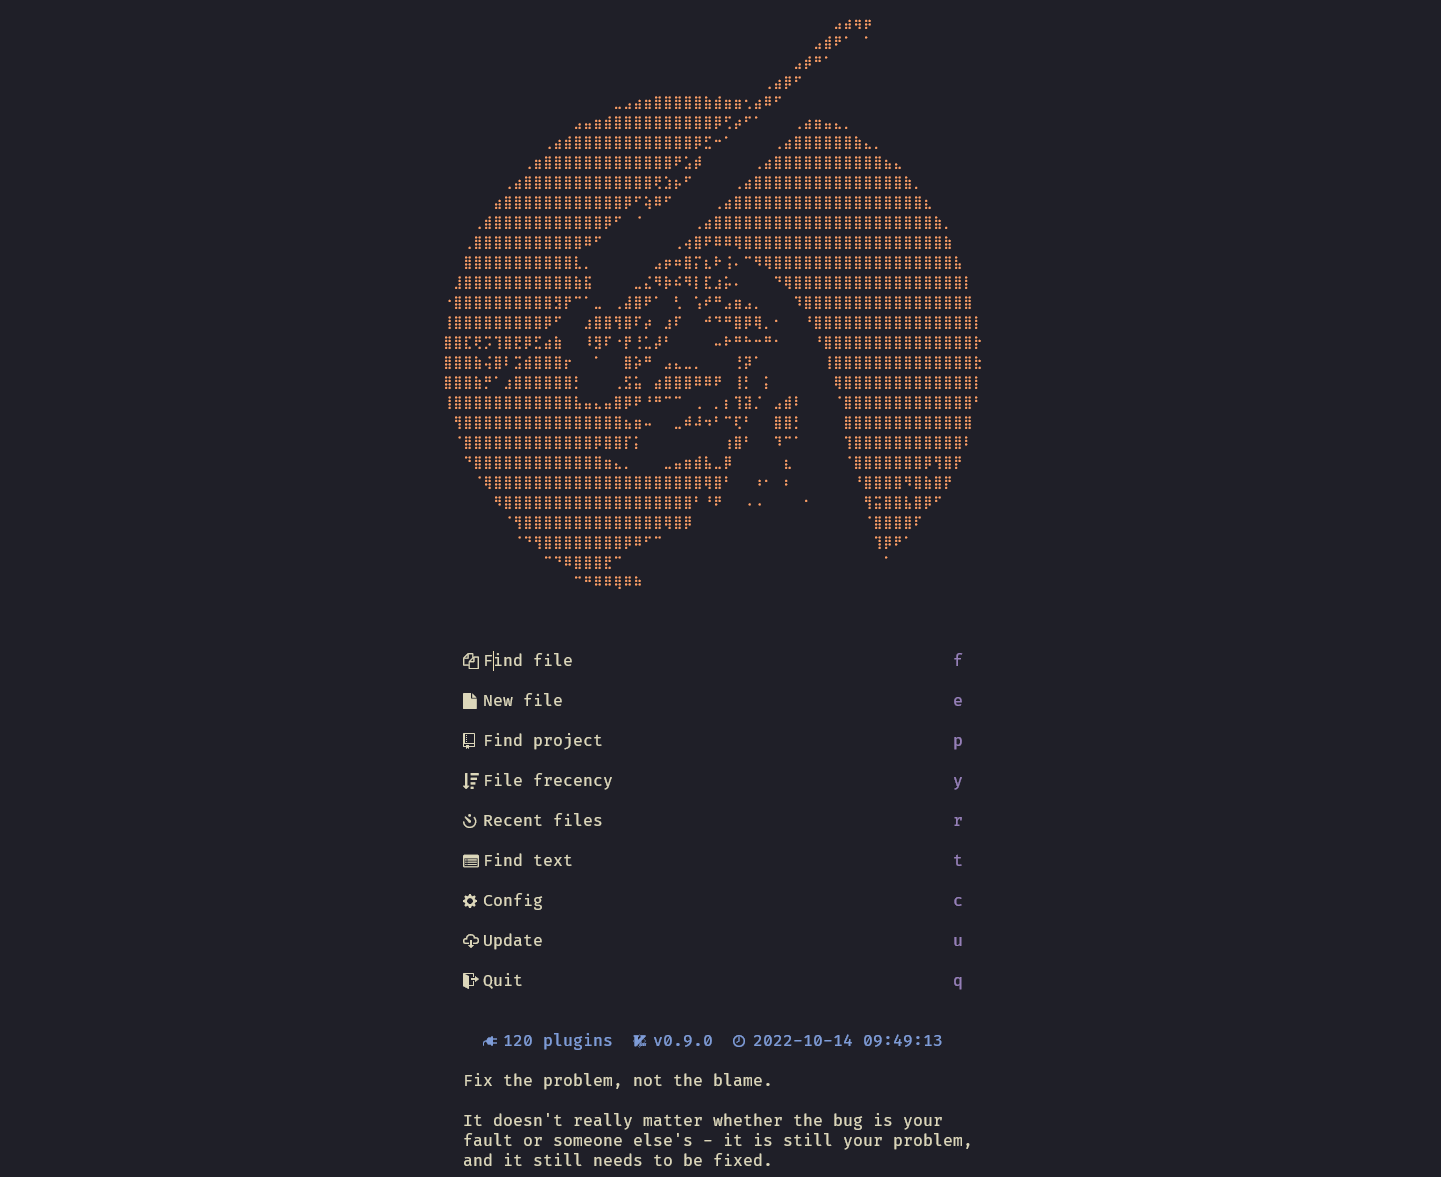 Find file f
New file e
Find project p
File frecency y
Recent files r
Find text t
Config c
Update u
Quit q
120 plugins v0.9.0 2022-10-14 09:49:13
Fix the problem, not the blame.
It doesn't really matter whether the bug is your
fault or someone else's - it is still your problem,
and it still needs to be fixed.